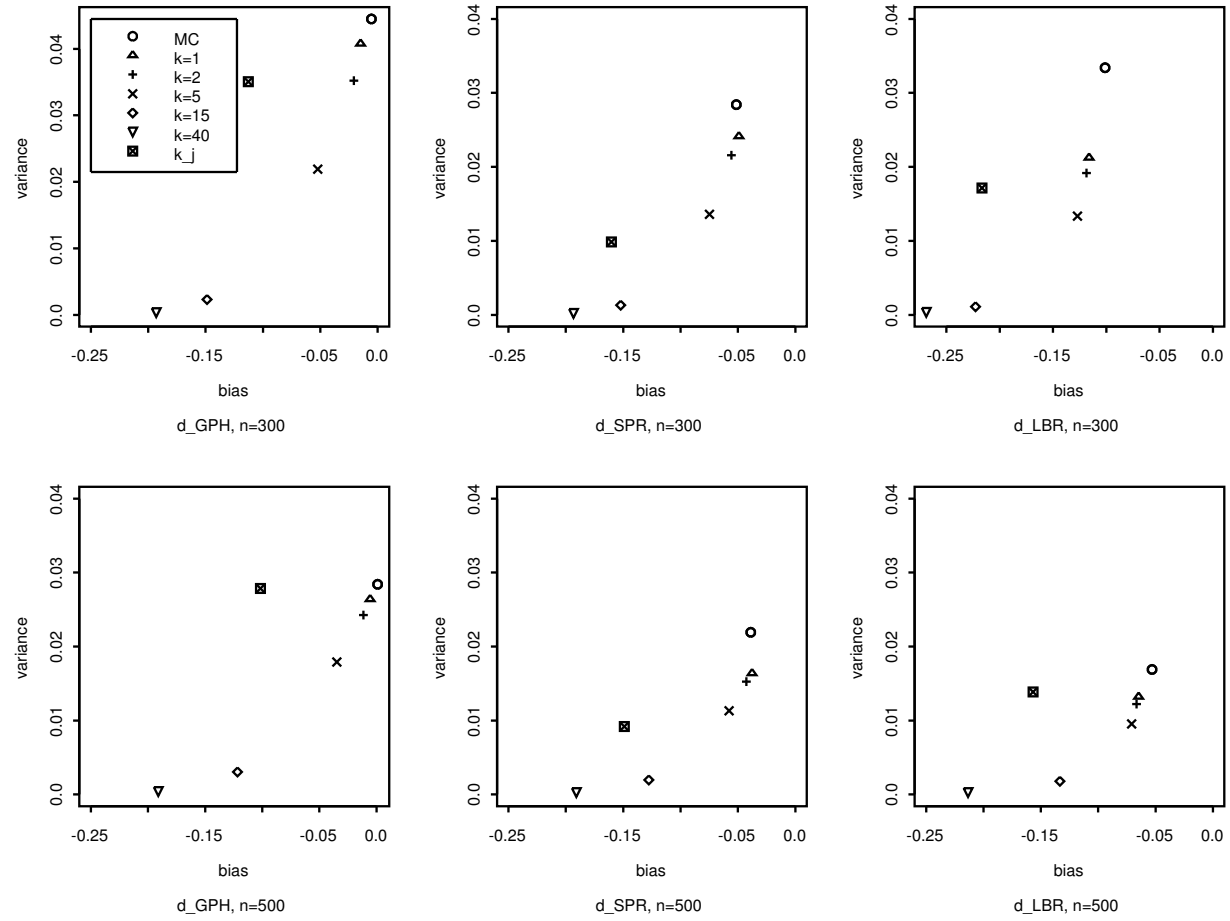 MC
k=1
k=2
k=5
k=15
k=40
k_j
variance
0.0
0.01
0.02
0.03
0.04
-0.25
-0.15
-0.05
0.0
bias
d_GPH, n=300
variance
0.0
0.01
0.02
0.03
0.04
-0.25
-0.15
-0.05
0.0
bias
d_SPR, n=300
variance
0.0
0.01
0.02
0.03
0.04
-0.25
-0.15
-0.05
0.0
bias
d_LBR, n=300
variance
0.0
0.01
0.02
0.03
0.04
-0.25
-0.15
-0.05
0.0
bias
d_GPH, n=500
variance
0.0
0.01
0.02
0.03
0.04
-0.25
-0.15
-0.05
0.0
bias
d_SPR, n=500
variance
0.0
0.01
0.02
0.03
0.04
-0.25
-0.15
-0.05
0.0
bias
d_LBR, n=500